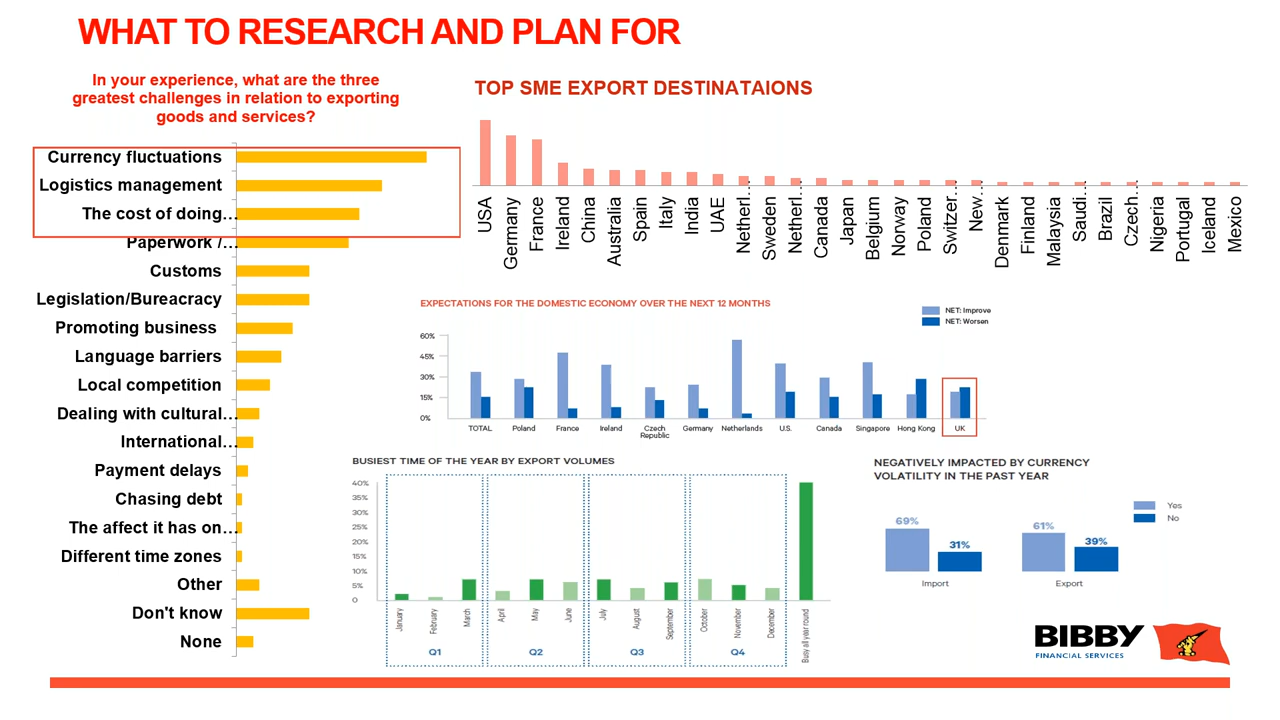 WHAT TO RESEARCH AND PLAN FOR
In your experience, what are the three
greatest challenges in relation to exporting
goods and services?
Currency fluctuations
Logistics management
The cost of doing…
Paperwork /…
Customs
Legislation/Bureacracy
Promoting business
Language barriers
Local competition
Dealing with cultural…
International…
Payment delays
Chasing debt
The affect it has on…
Different time zones
Other
Don't know
None
TOP SME EXPORT DESTINATAIONS
USA
Germany
France
Ireland
China
Australia
Spain
Italy
India
UAE
Netherl…
Sweden
Netherl…
Canada
Japan
Belgium
Norway
Poland
Switzer…
New…
Denmark
Finland
Malaysia
Saudi…
Brazil
Czech…
Nigeria
Portugal
Iceland
Mexico
EXPECTATIONS FOR THE DOMESTIC ECONOMY OVER THE NEXT 12 MONTHS
NET: Improve
NET: Worsen
60%
45%
30%
15%
0%
TOTAL
Poland
France
Ireland
Czech
Republic
Germany
Netherlands
U.S.
Canada
Singapore
Hong Kong
UK
BUSIEST TIME OF THE YEAR BY EXPORT VOLUMES
40%
35%
30%
25%
20%
15%
10%
5%
0
January
February
March
April
May
June
July
August
September
October
November
December
Busy all year round
Q1
Q2
Q3
Q4
NEGATIVELY IMPACTED BY CURRENCY
VOLATILITY IN THE PAST YEAR
Yes
No
69%
31%
61%
39%
Import
Export
BIBBY
FINANCIAL SERVICES